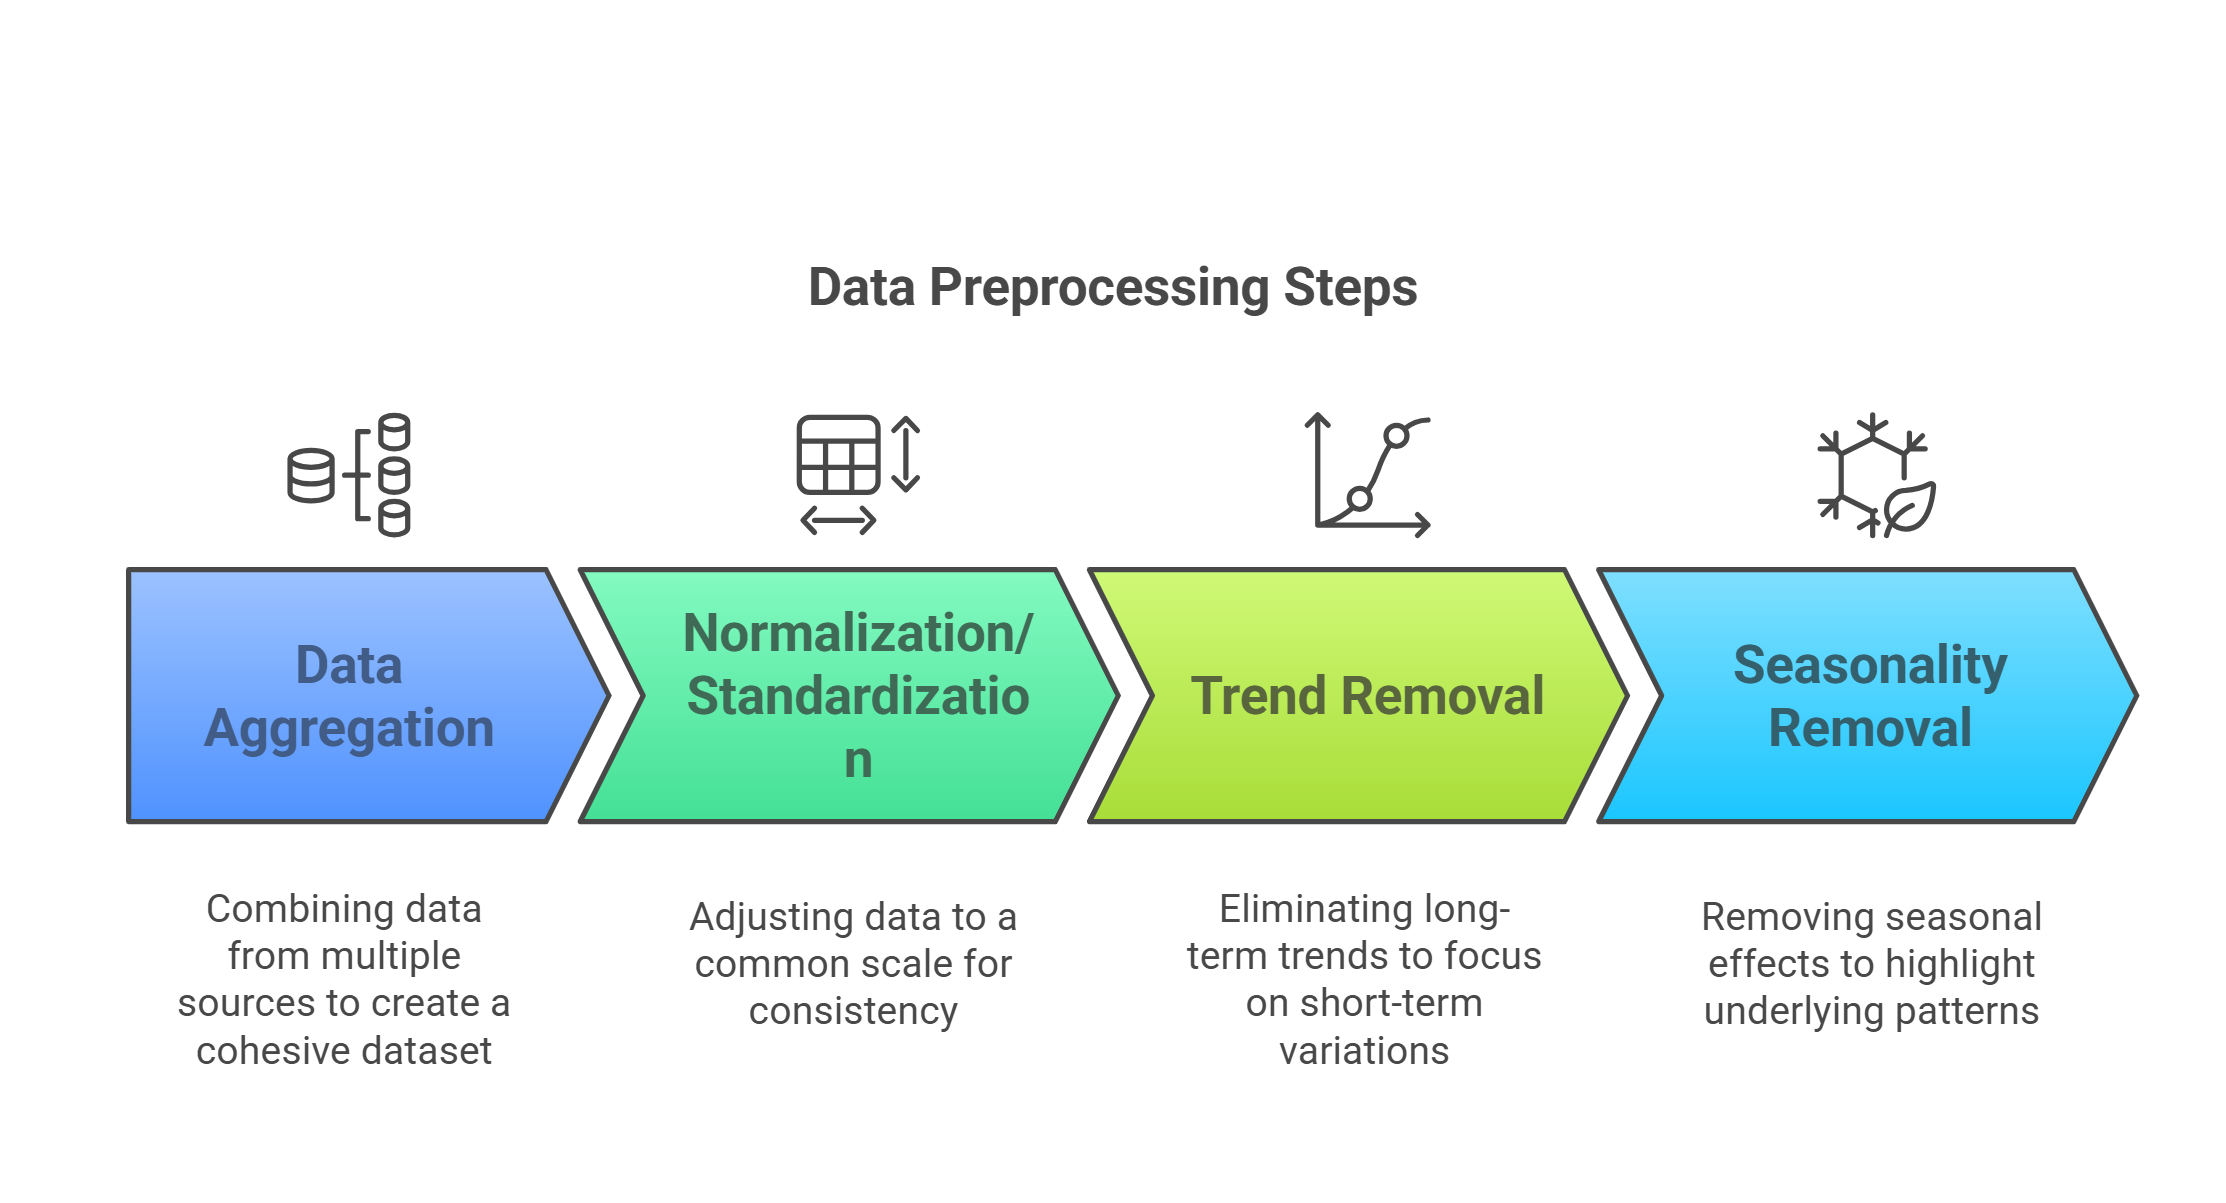 Data Preprocessing Steps
Data
Aggregation
Normalization/
Standardizatio
n
Trend Removal
Seasonality
Removal
Combining data
from multiple
sources to create a
cohesive dataset
Adjusting data to a
common scale for
consistency
Eliminating long-
term trends to focus
on short-term
variations
Removing seasonal
effects to highlight
underlying patterns